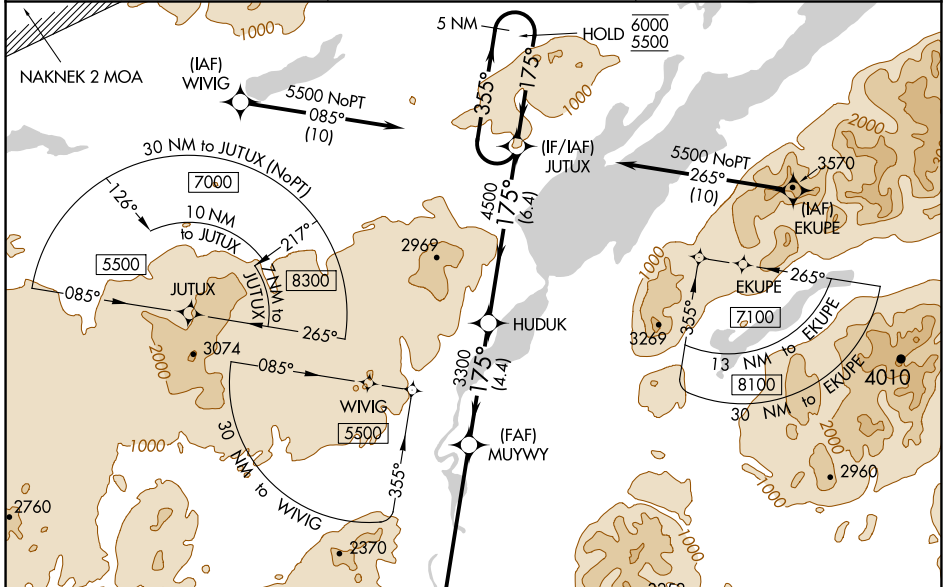 1000
5 NM
HOLD
6000
5500
NAKNEK 2 MOA
(IAF)
WIVIG
5500 NoPT
085°
(10)
355°
175°
1000
2000
(IF/IAF)
JUTUX
5500 NoPT
265°
(10)
3570
(IAF)
EKUPE
30 NM to JUTUX (NoPT)
7000
126°
10 NM
to JUTUX
217°
7 NM to
JUTUX
5500
8300
085°
JUTUX
265°
2000
3074
2969
4500
175°
(6.4)
HUDUK
1000
3269
355°
EKUPE
265°
7100
13 NM to EKUPE
8100
30 NM to EKUPE
4010
085°
WIVIG
5500
30 NM to WIVIG
355°
3300
175°
(4.4)
(FAF)
MUYWY
1000
2000
2960
1000
2760
2370
1000